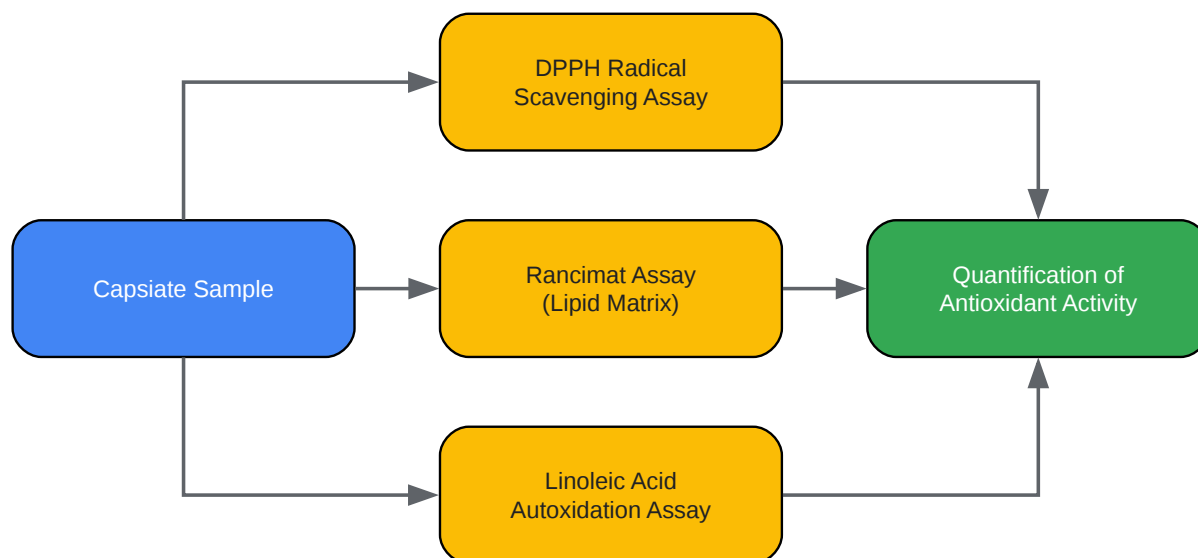 DPPH Radical
Scavenging Assay
Capsiate Sample
Rancimat Assay
(Lipid Matrix)
Quantification of
Antioxidant Activity
Linoleic Acid
Autoxidation Assay